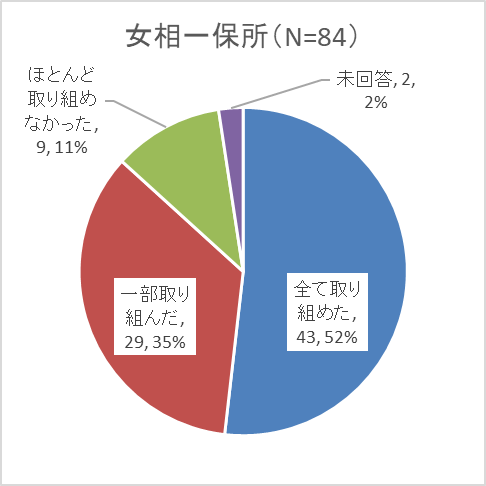 女相一保所（N=84）
ほとんど
取り組め
なかった,
9, 11%
未回答, 2,
2%
一部取り
組んだ,
29, 35%
全て取り
組めた,
43, 52%